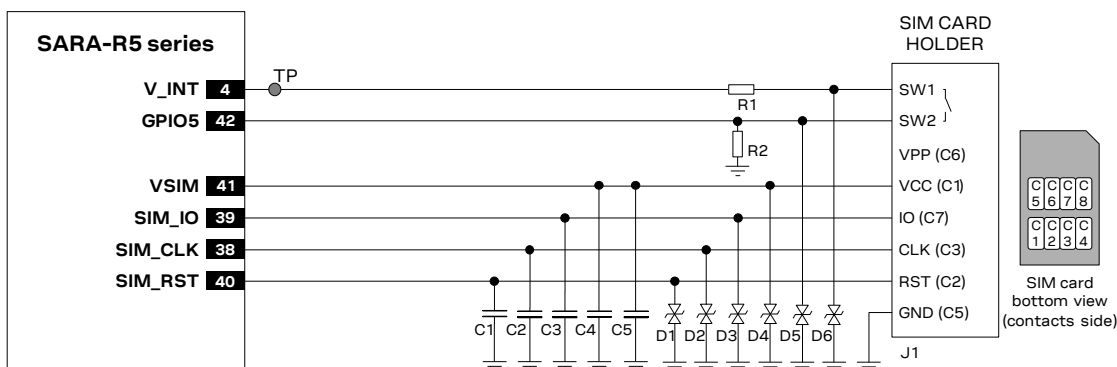 SIM CARD
HOLDER
SARA-R5 series
TP
V_INT 4
R1
SW1
GPIO5 42
SW2
R2
VPP (C6)
VSIM 41
VCC (C1)
SIM_IO 39
IO (C7)
SIM_CLK 38
CLK (C3)
SIM_RST 40
RST (C2)
GND (C5)
C1 C2 C3 C4 C5 D1 D2 D3 D4 D5 D6
J1
C5 C6 C7 C8
C1 C2 C3 C4
SIM card
bottom view
(contacts side)